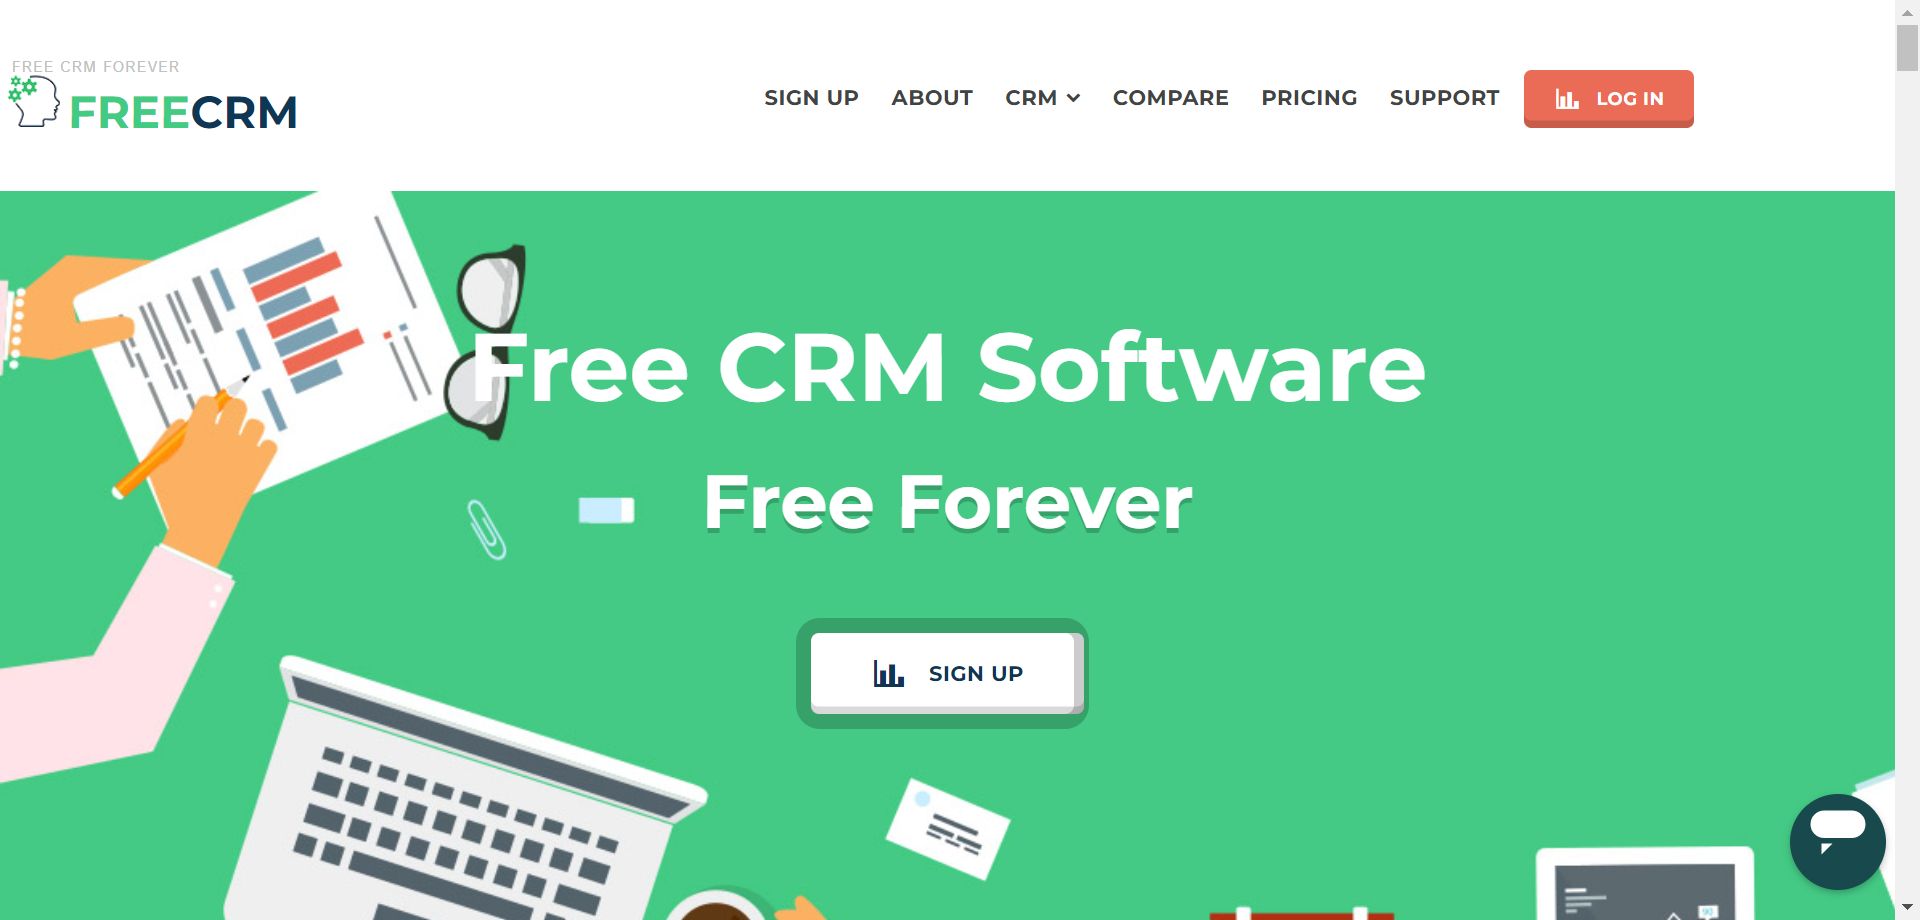 FREE CRM FOREVER
FREECRM
SIGN UP
ABOUT
CRM
COMPARE
PRICING
SUPPORT
LOG IN
Free CRM Software
Free Forever
SIGN UP